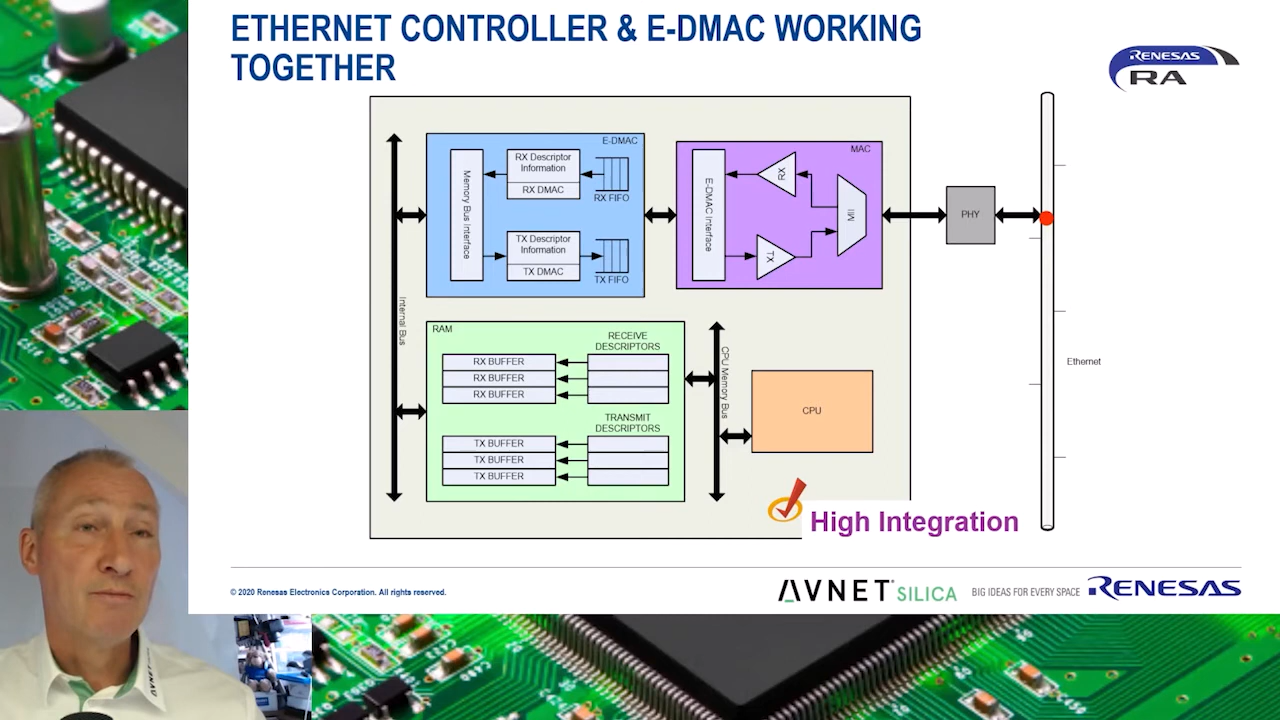 ETHERNET CONTROLLER & E-DMAC WORKING
TOGETHER
RENESAS
RA
E-DMAC
Memory Bus Interface
RX Descriptor
Information
RX DMAC
RX FIFO
TX Descriptor
Information
TX DMAC
TX FIFO
MAC
E-DMAC Interface
RX
TX
MII
PHY
Ethernet
Internal Bus
RAM
RECEIVE
DESCRIPTORS
RX BUFFER
RX BUFFER
RX BUFFER
TRANSMIT
DESCRIPTORS
TX BUFFER
TX BUFFER
TX BUFFER
CPU Memory Bus
CPU
High Integration
© 2020 Renesas Electronics Corporation. All rights reserved.
AVNET SILICA
BIG IDEAS FOR EVERY SPACE
RENESAS
AVNET